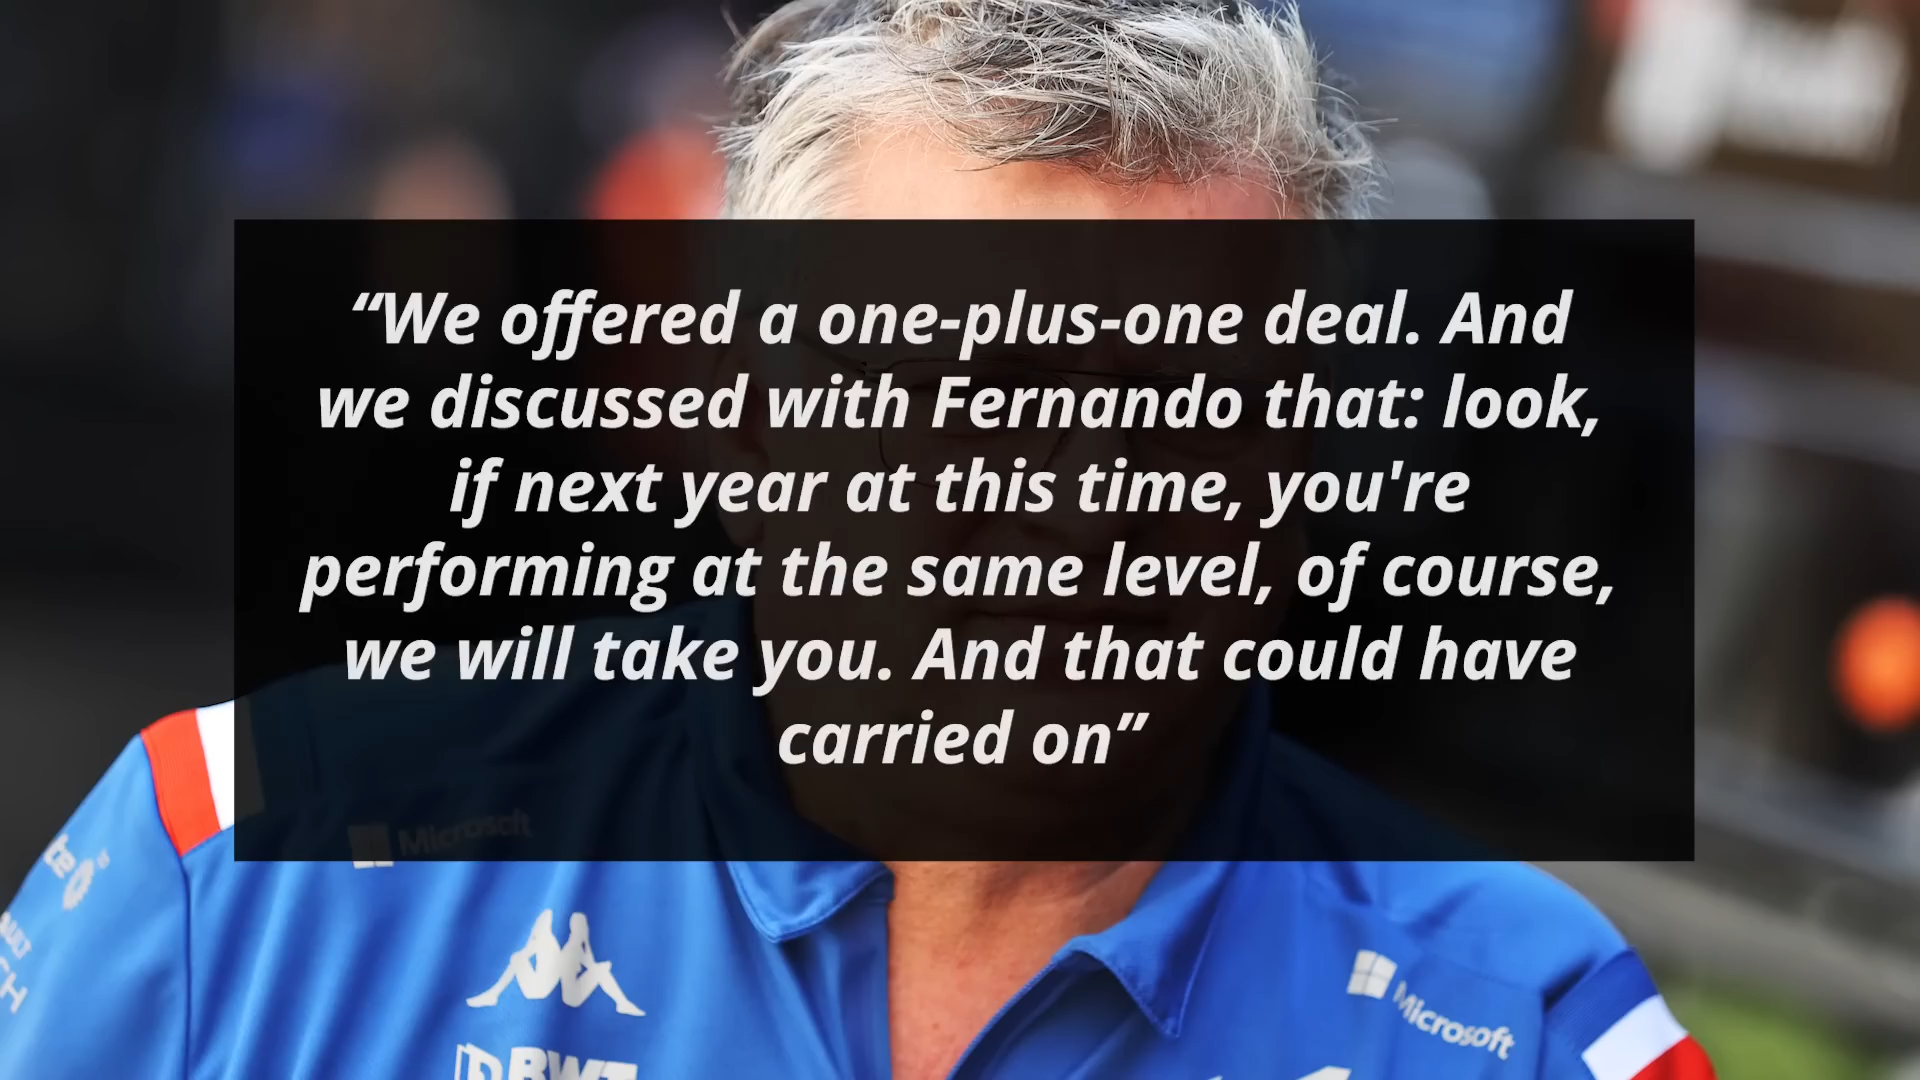 “We offered a one-plus-one deal. And
we discussed with Fernando that: look,
if next year at this time, you're
performing at the same level, of course,
we will take you. And that could have
carried on”
Microsoft
Microsoft
BWT